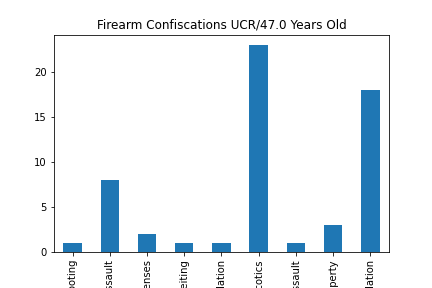 Firearm Confiscations UCR/47.0 Years Old
20
15
10
5
0
ooting
ssault
enses
eiting
lation
cotics
ssault
perty
lation